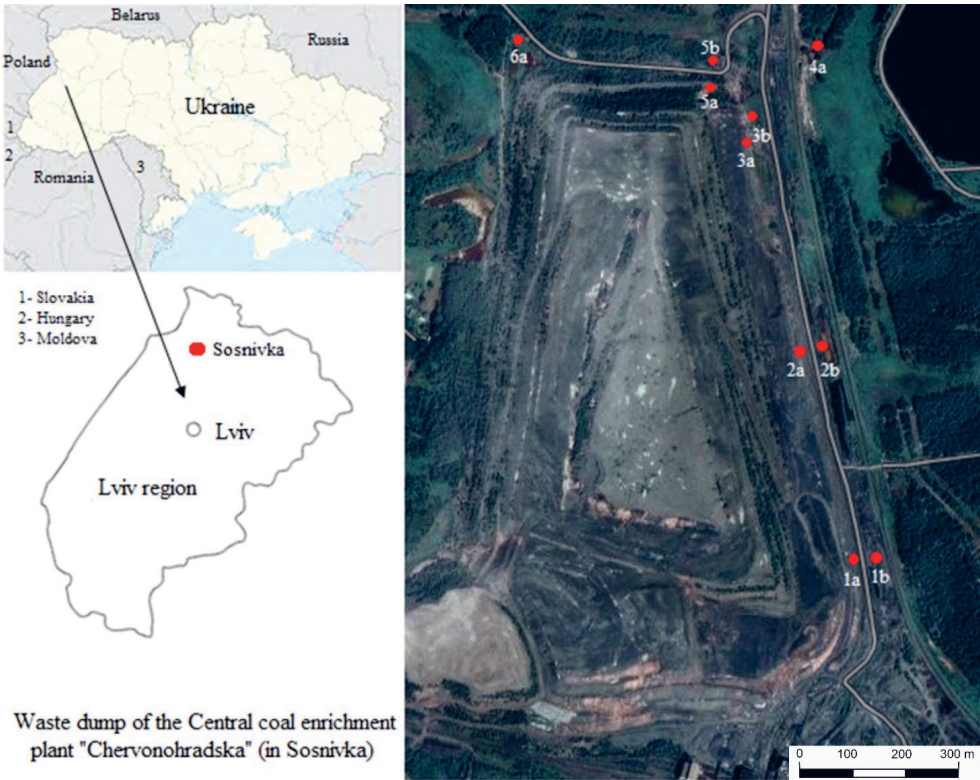 Belarus
Russia
Poland
Ukraine
1
2
3
Romania
1- Slovakia
2- Hungary
3- Moldova
Sosnivka
Lviv
Lviv region
Waste dump of the Central coal enrichment
plant "Chervonohradska" (in Sosnivka)
6a
5b
4a
5a
3b
3a
2a
2b
1a
1b
0 100 200 300 m